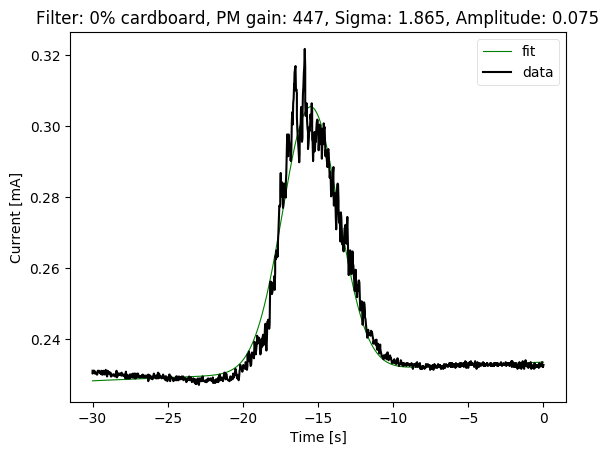 Filter: 0% cardboard, PM gain: 447, Sigma: 1.865, Amplitude: 0.075
fit
data
Current [mA]
0.32
0.30
0.28
0.26
0.24
−30 −25 −20 −15 −10 −5 0
Time [s]